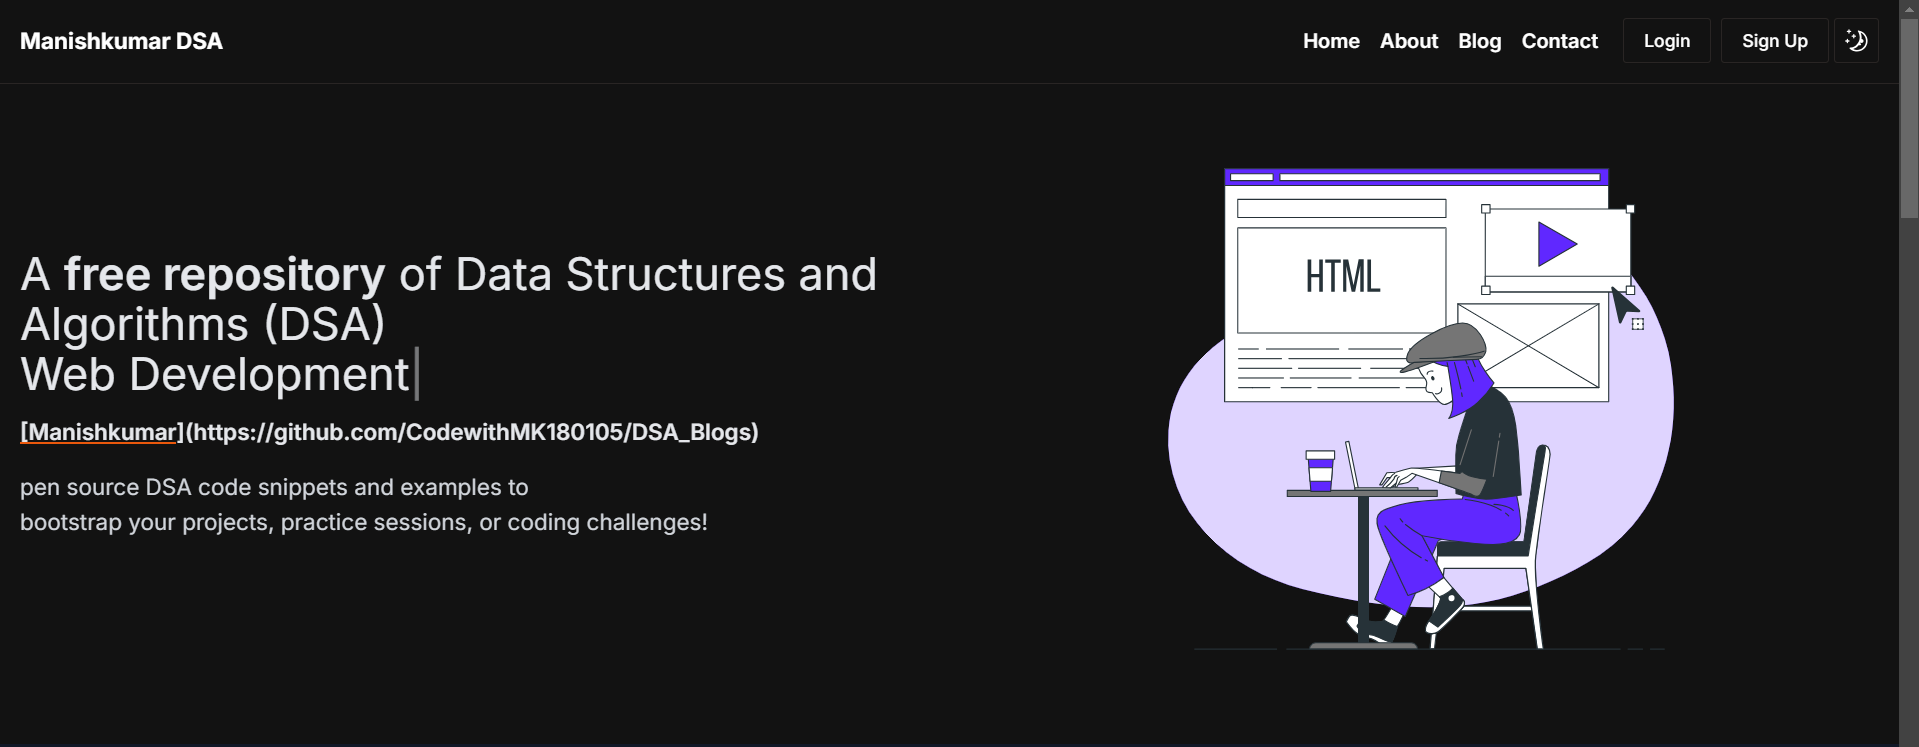 Manishkumar DSA
Home About Blog Contact Login Sign Up
A free repository of Data Structures and
Algorithms (DSA)
Web Development
[Manishkumar](https://github.com/CodewithMK180105/DSA_Blogs)
pen source DSA code snippets and examples to
bootstrap your projects, practice sessions, or coding challenges!
HTML